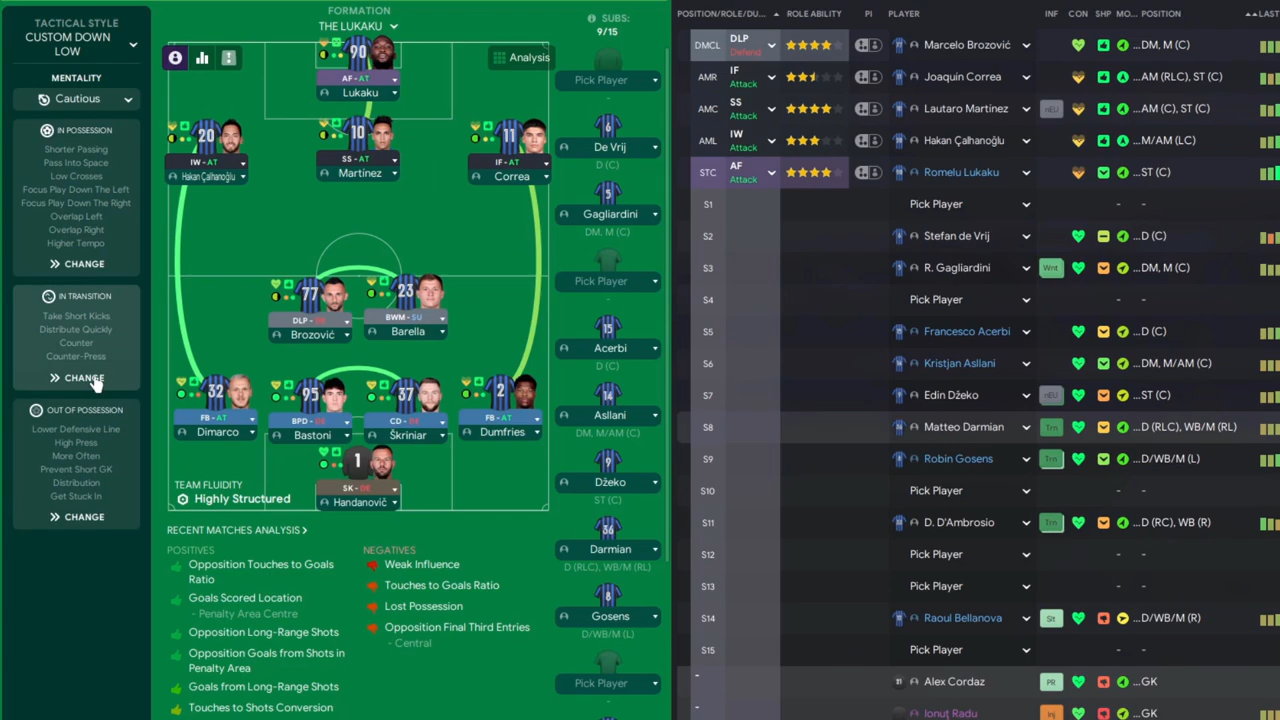 TACTICAL STYLE
CUSTOM DOWN
LOW
MENTALITY
Cautious
IN POSSESSION
Shorter Passing
Pass Into Space
Low Crosses
Focus Play Down The Left
Focus Play Down The Right
Overlap Left
Overlap Right
Higher Tempo
CHANGE
IN TRANSITION
Take Short Kicks
Distribute Quickly
Counter
Counter-Press
CHANGE
OUT OF POSSESSION
Lower Defensive Line
High Press
More Often
Prevent Short GK
Distribution
Get Stuck In
CHANGE
FORMATION
THE LUKAKU
Analysis
90
AF - AT
Lukaku
20
IW - AT
Hakan Çalhanoğlu
10
SS - AT
Martínez
11
IF - AT
Correa
77
DLP - DE
Brozović
23
BWM - SU
Barella
32
FB - AT
Dimarco
95
BPD - DE
Bastoni
37
CD - DE
Škriniar
2
FB - AT
Dumfries
1
SK - DE
Handanovič
TEAM FLUIDITY
Highly Structured
RECENT MATCHES ANALYSIS >
POSITIVES
Opposition Touches to Goals
Ratio
Goals Scored Location
- Penalty Area Centre
Opposition Long-Range Shots
Opposition Goals from Shots in
Penalty Area
Goals from Long-Range Shots
Touches to Shots Conversion
NEGATIVES
Weak Influence
Touches to Goals Ratio
Lost Possession
Opposition Final Third Entries
- Central
SUBS:
9/15
Pick Player
-
6
De Vrij
D (C)
5
Gagliardini
DM, M (C)
Pick Player
-
15
Acerbi
D (C)
14
Asllani
DM, M/AM (C)
9
Džeko
ST (C)
36
Darmian
D (RLC), WB/M (RL)
8
Gosens
D/WB/M (L)
Pick Player
-
POSITION/ROLE/DU... ROLE ABILITY PI PLAYER INF CON SHP MO... POSITION LAST
DMCL DLP Defend Marcelo Brozović ...DM, M (C)
AMR IF Attack Joaquín Correa ...AM (RLC), ST (C)
AMC SS Attack Lautaro Martínez nEU ...AM (C), ST (C)
AML IW Attack Hakan Çalhanoğlu ...M/AM (LC)
STC AF Attack Romelu Lukaku ...ST (C)
S1 Pick Player - -
S2 Stefan de Vrij ...D (C)
S3 R. Gagliardini Wnt ...DM, M (C)
S4 Pick Player - -
S5 Francesco Acerbi ...D (C)
S6 Kristjan Asllani ...DM, M/AM (C)
S7 Edin Džeko nEU ...ST (C)
S8 Matteo Darmian Trn ...D (RLC), WB/M (RL)
S9 Robin Gosens Trn ...D/WB/M (L)
S10 Pick Player - -
S11 D. D'Ambrosio Trn ...D (RC), WB (R)
S12 Pick Player - -
S13 Pick Player - -
S14 Raoul Bellanova Slt ...D/WB/M (R)
S15 Pick Player - -
- Alex Cordaz PR ...GK
- Ionuț Radu Inj ...GK